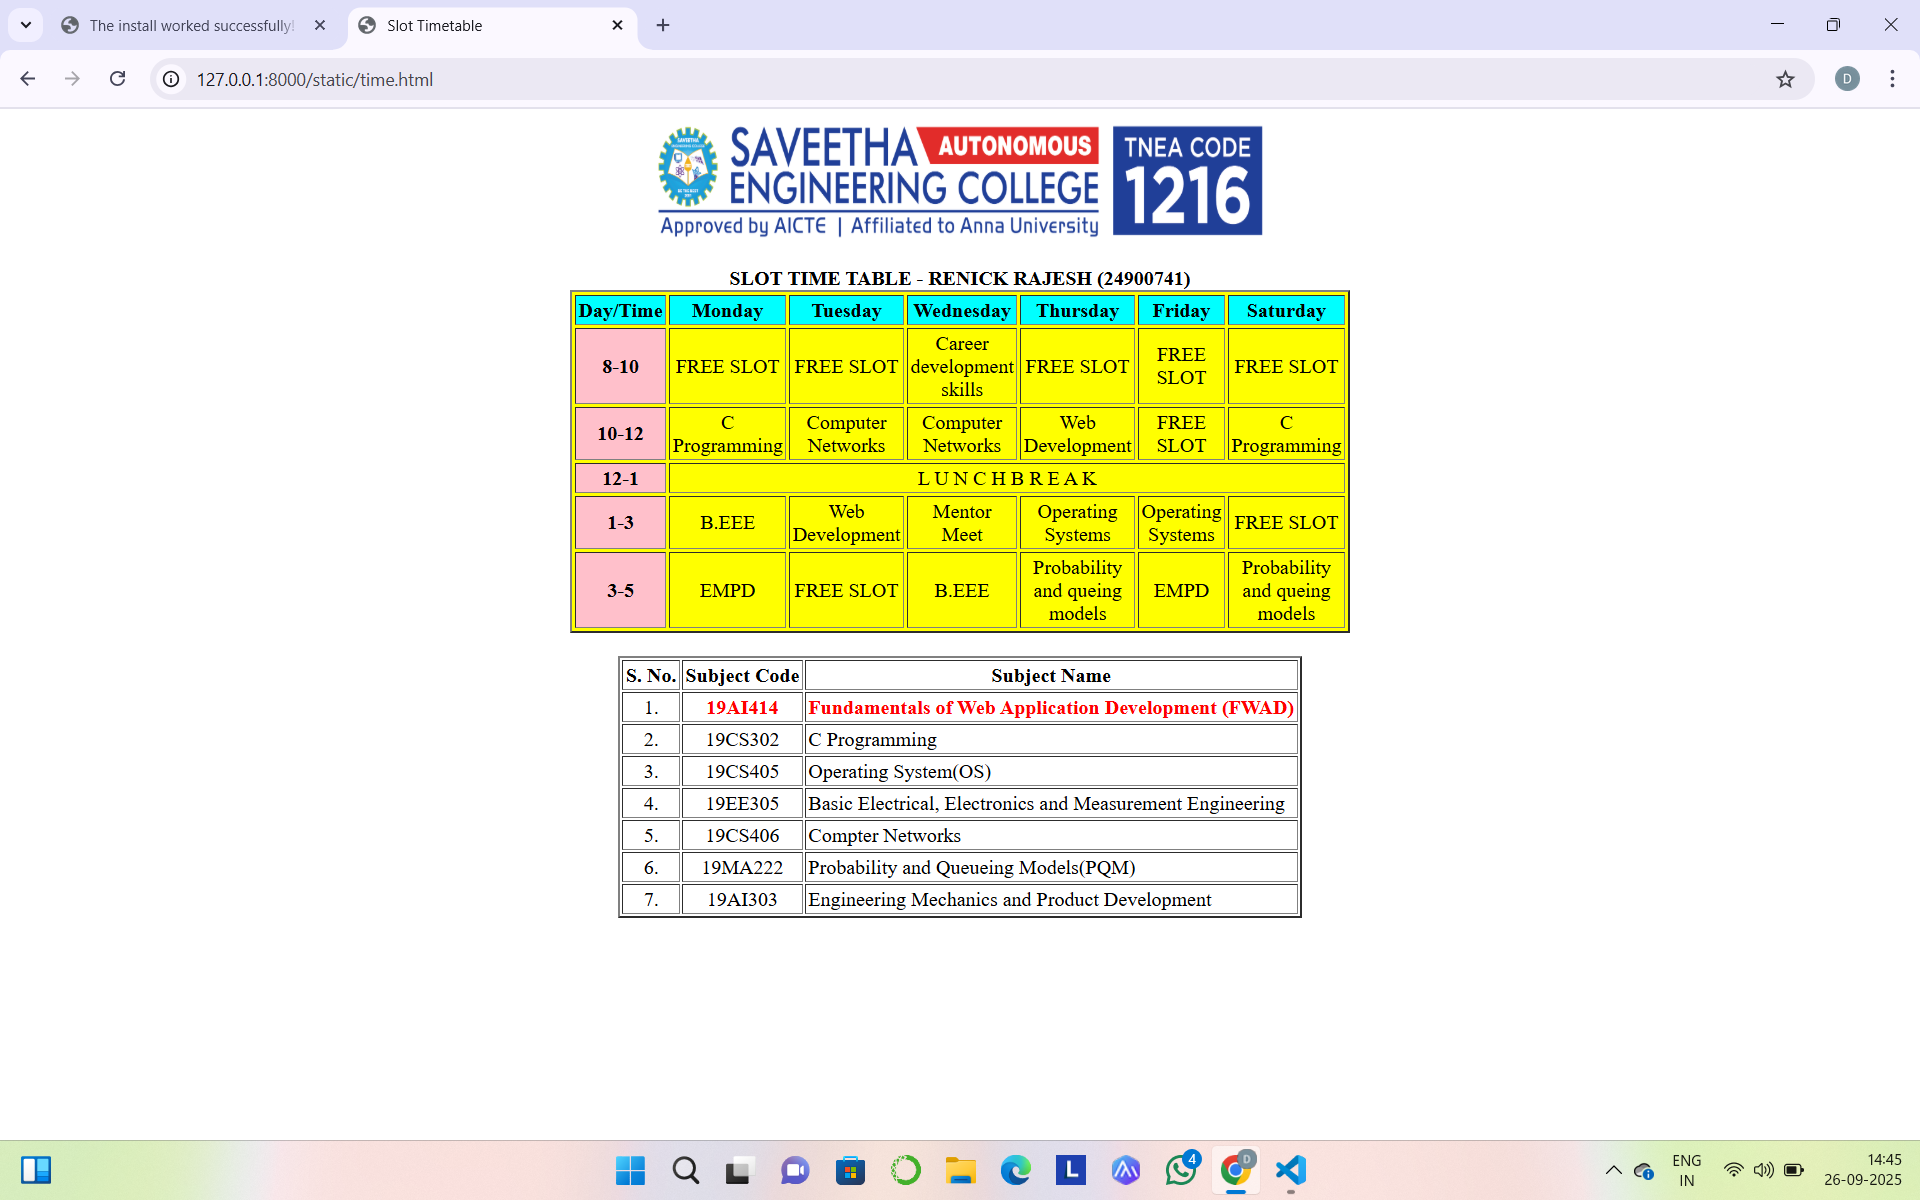 The install worked successfully!
Slot Timetable
127.0.0.1:8000/static/time.html
D
SAVEETHA AUTONOMOUS
ENGINEERING COLLEGE
Approved by AICTE | Affiliated to Anna University
TNEA CODE
1216
SLOT TIME TABLE - RENICK RAJESH (24900741)
Day/Time Monday Tuesday Wednesday Thursday Friday Saturday
8-10 FREE SLOT FREE SLOT Career development skills FREE SLOT FREE SLOT FREE SLOT
10-12 C Programming Computer Networks Computer Networks Web Development FREE SLOT C Programming
12-1 L U N C H B R E A K
1-3 B.EEE Web Development Mentor Meet Operating Systems Operating Systems FREE SLOT
3-5 EMPD FREE SLOT B.EEE Probability and queing models EMPD Probability and queing models
S. No. Subject Code Subject Name
1. 19AI414 Fundamentals of Web Application Development (FWAD)
2. 19CS302 C Programming
3. 19CS405 Operating System(OS)
4. 19EE305 Basic Electrical, Electronics and Measurement Engineering
5. 19CS406 Compter Networks
6. 19MA222 Probability and Queueing Models(PQM)
7. 19AI303 Engineering Mechanics and Product Development
L
4
D
ENG
IN
14:45
26-09-2025